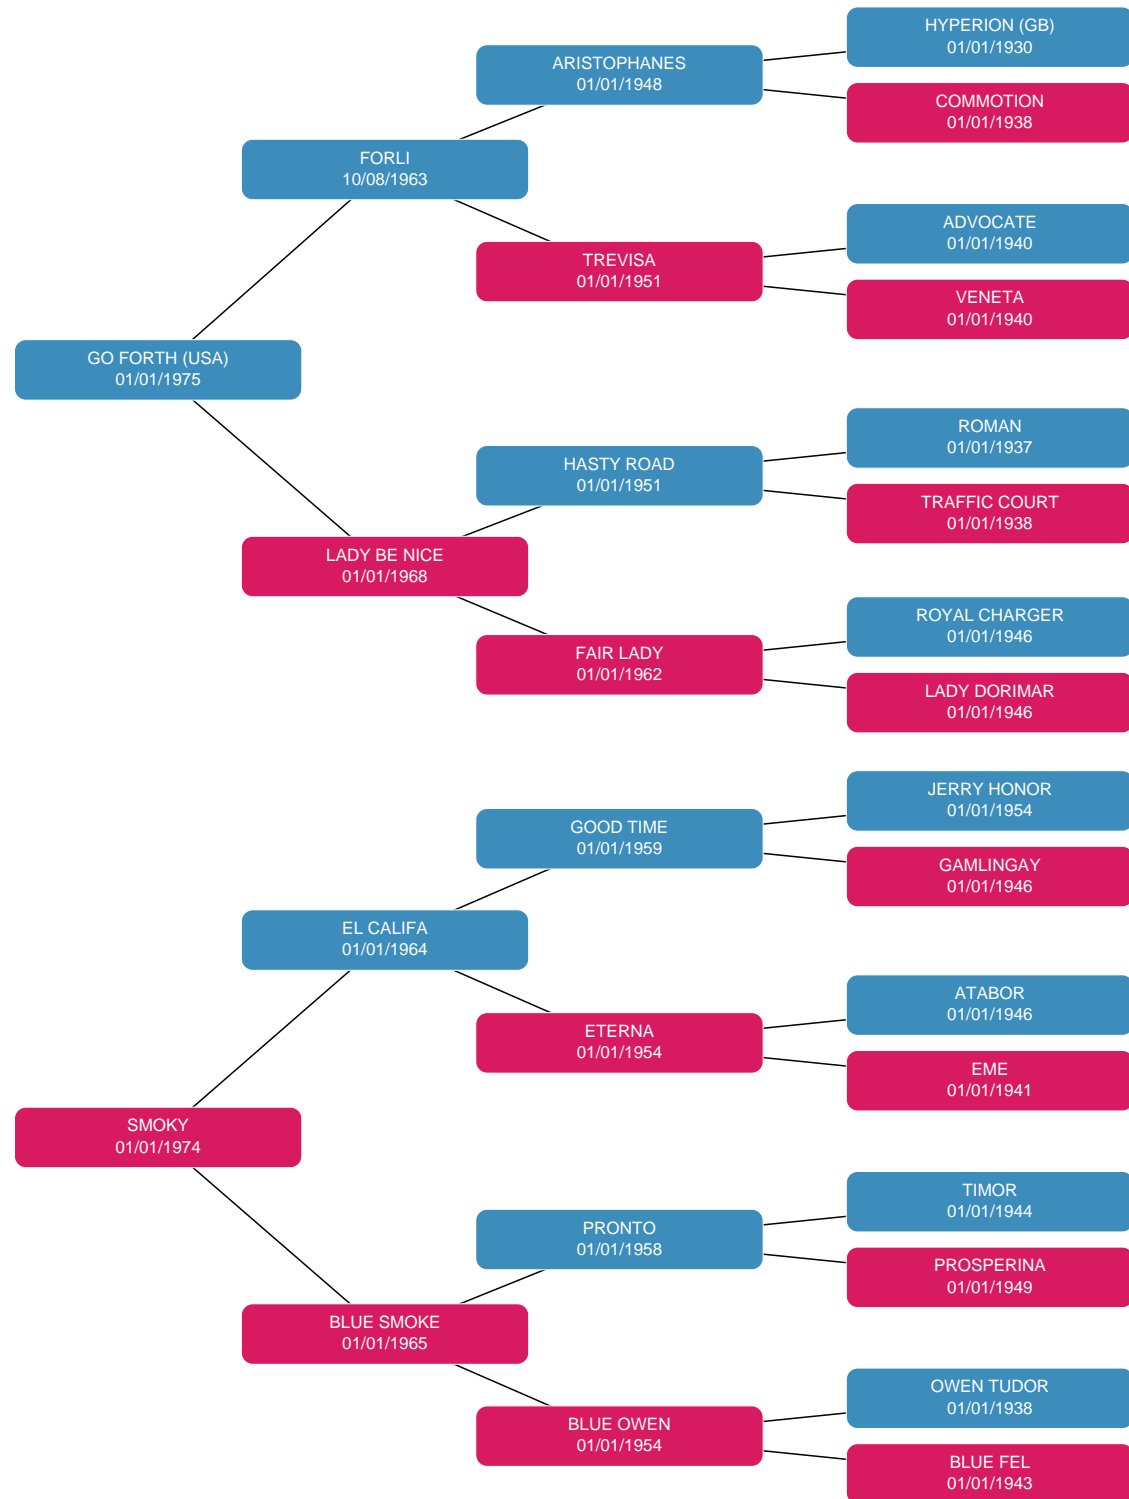 HYPERION (GB)
01/01/1930
ARISTOPHANES
01/01/1948
COMMOTION
01/01/1938
FORLI
10/08/1963
ADVOCATE
01/01/1940
TREVISA
01/01/1951
VENETA
01/01/1940
GO FORTH (USA)
01/01/1975
ROMAN
01/01/1937
HASTY ROAD
01/01/1951
TRAFFIC COURT
01/01/1938
LADY BE NICE
01/01/1968
ROYAL CHARGER
01/01/1946
FAIR LADY
01/01/1962
LADY DORIMAR
01/01/1946
JERRY HONOR
01/01/1954
GOOD TIME
01/01/1959
GAMLINGAY
01/01/1946
EL CALIFA
01/01/1964
ATABOR
01/01/1946
ETERNA
01/01/1954
EME
01/01/1941
SMOKY
01/01/1974
TIMOR
01/01/1944
PRONTO
01/01/1958
PROSPERINA
01/01/1949
BLUE SMOKE
01/01/1965
OWEN TUDOR
01/01/1938
BLUE OWEN
01/01/1954
BLUE FEL
01/01/1943